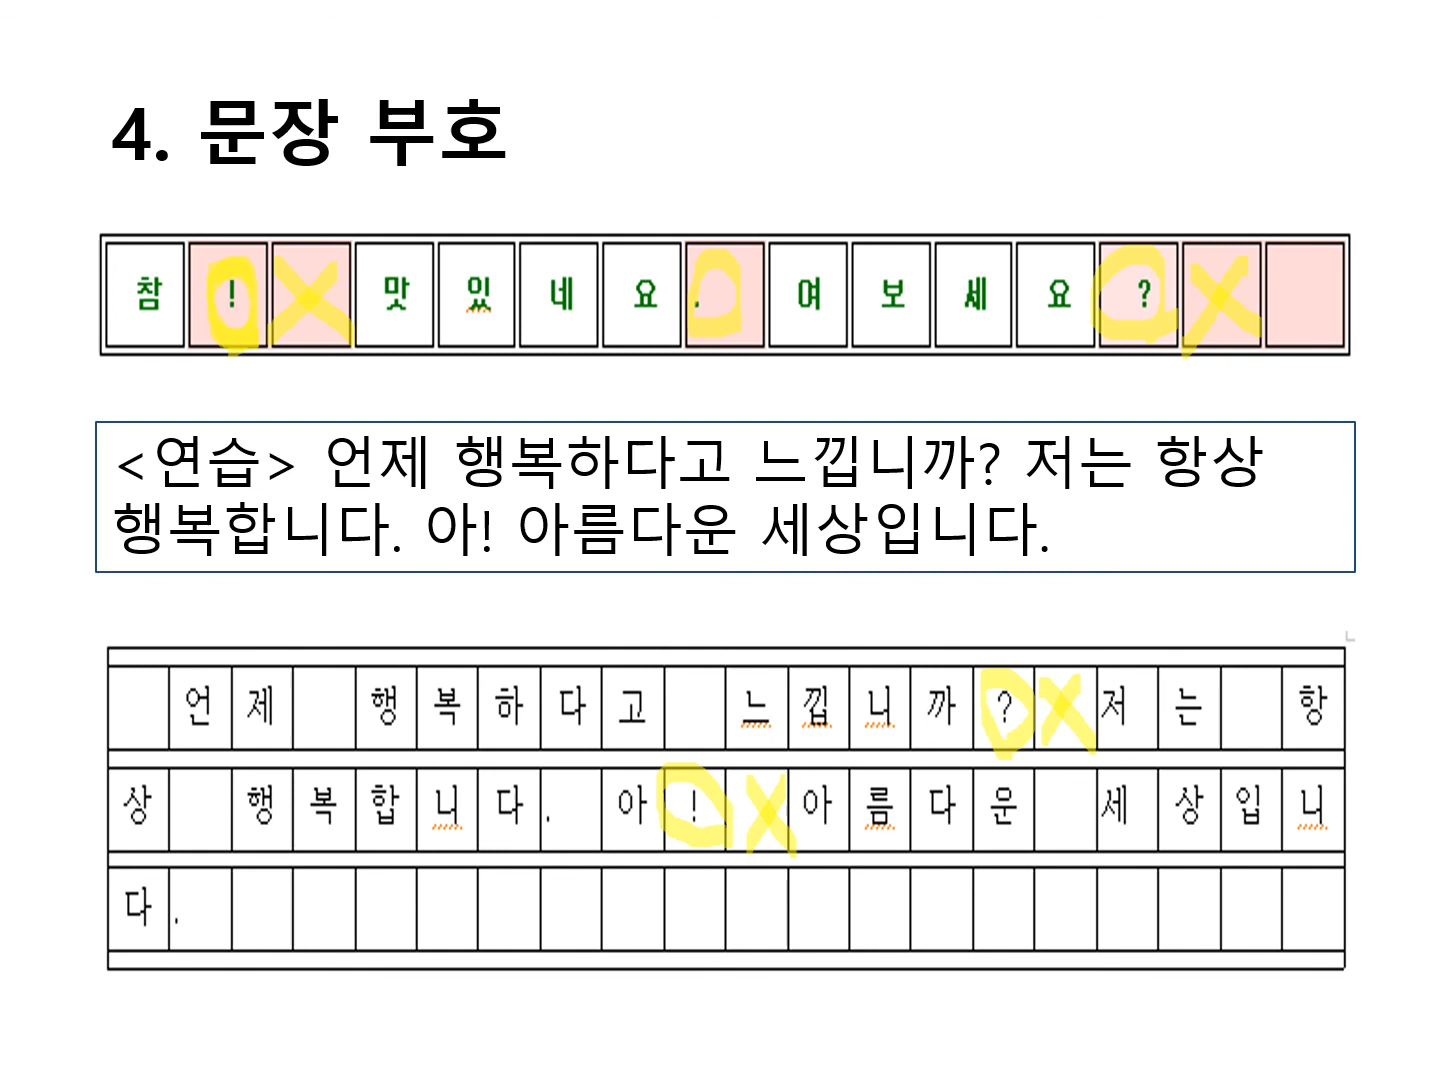 4. 문장 부호
참 ! 맛 있 네 요 . 여 보 세 요 ?
<연습> 언제 행복하다고 느낍니까? 저는 항상
행복합니다. 아! 아름다운 세상입니다.
언 제 행 복 하 다 고 느 낍 니 까 ? 저 는 항
상 행 복 합 니 다 . 아 ! 아 름 다 운 세 상 입 니
다 .